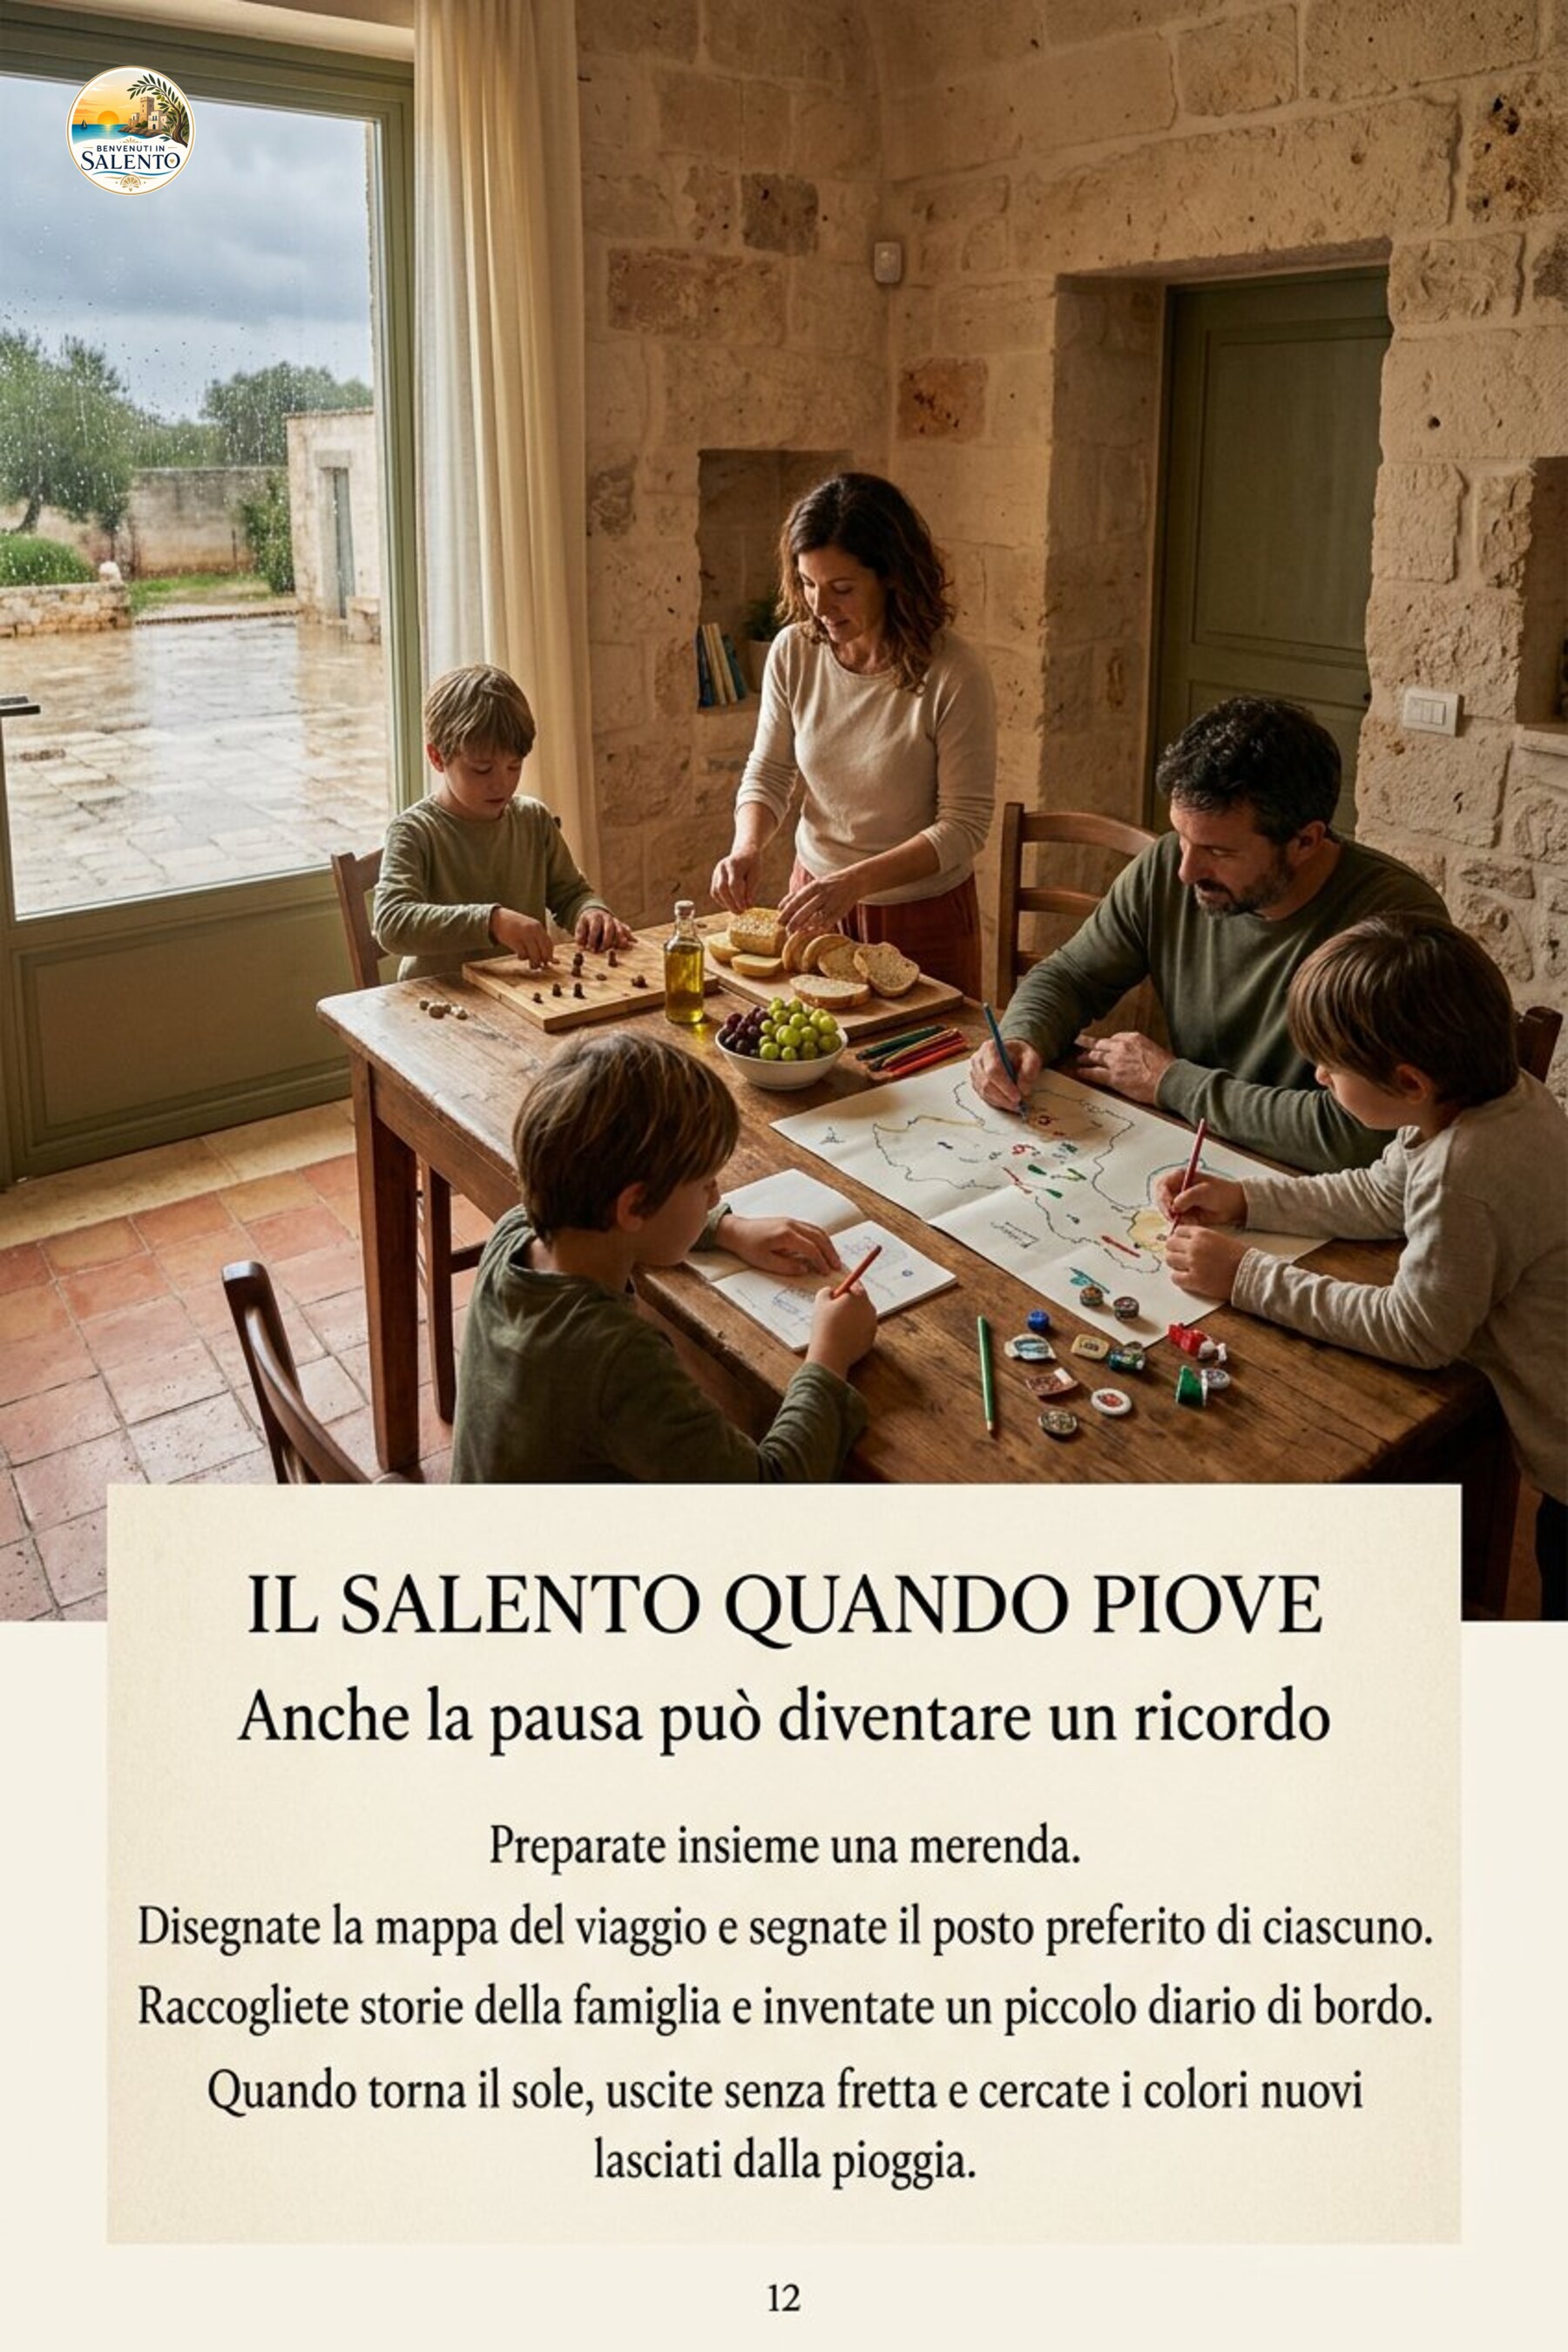 BENVENUTI IN
SALENTO
IL SALENTO QUANDO PIOVE
Anche la pausa può diventare un ricordo
Preparate insieme una merenda.
Disegnate la mappa del viaggio e segnate il posto preferito di ciascuno.
Raccogliete storie della famiglia e inventate un piccolo diario di bordo.
Quando torna il sole, uscite senza fretta e cercate i colori nuovi
lasciati dalla pioggia.
12